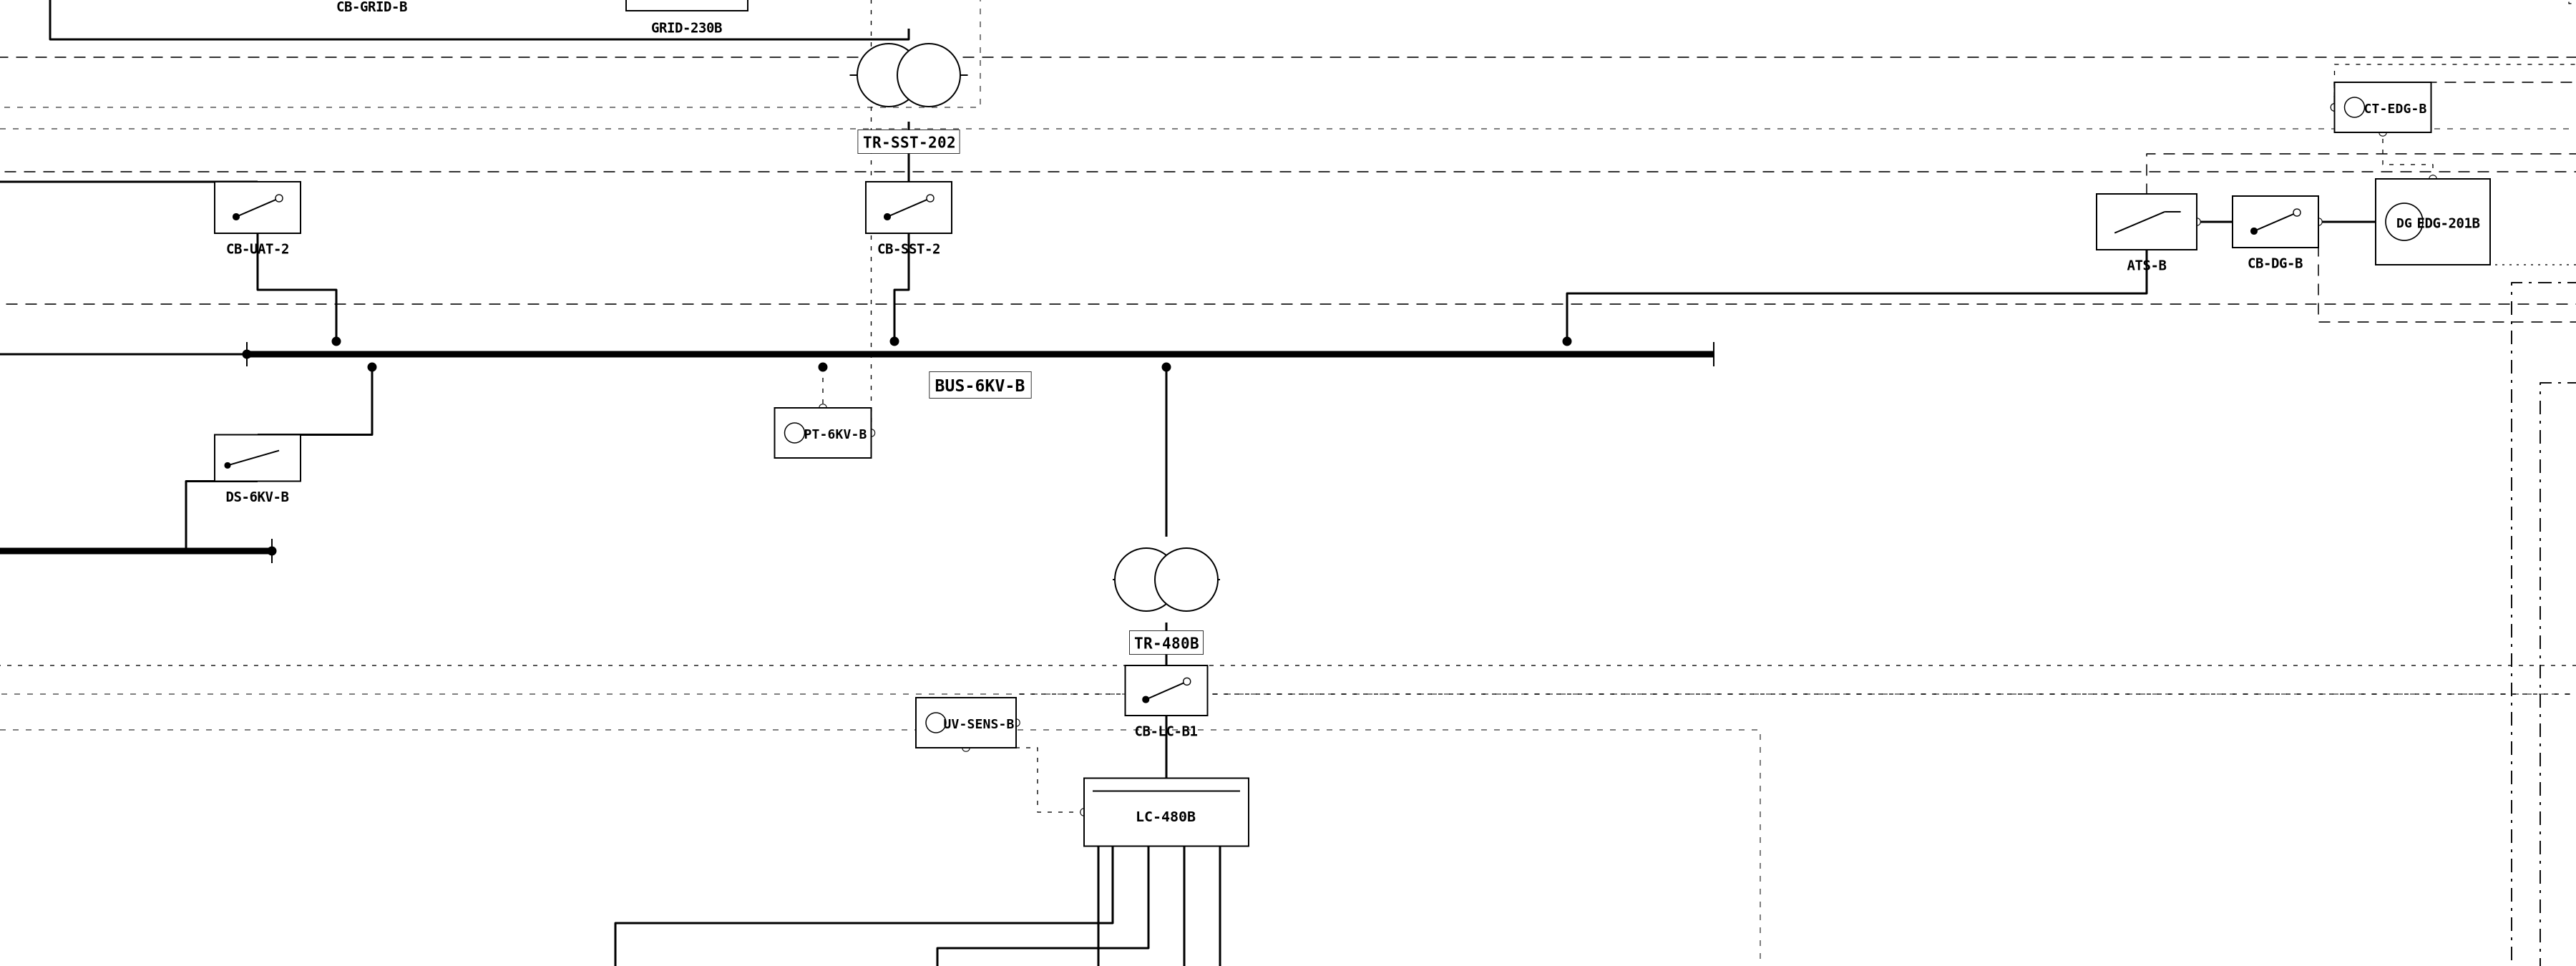 CB-GRID-B
GRID-230B
CT-EDG-B
TR-SST-202
DG EDG-201B
CB-UAT-2
CB-SST-2
ATS-B
CB-DG-B
BUS-6KV-B
PT-6KV-B
DS-6KV-B
TR-480B
UV-SENS-B
CB-LC-B1
LC-480B